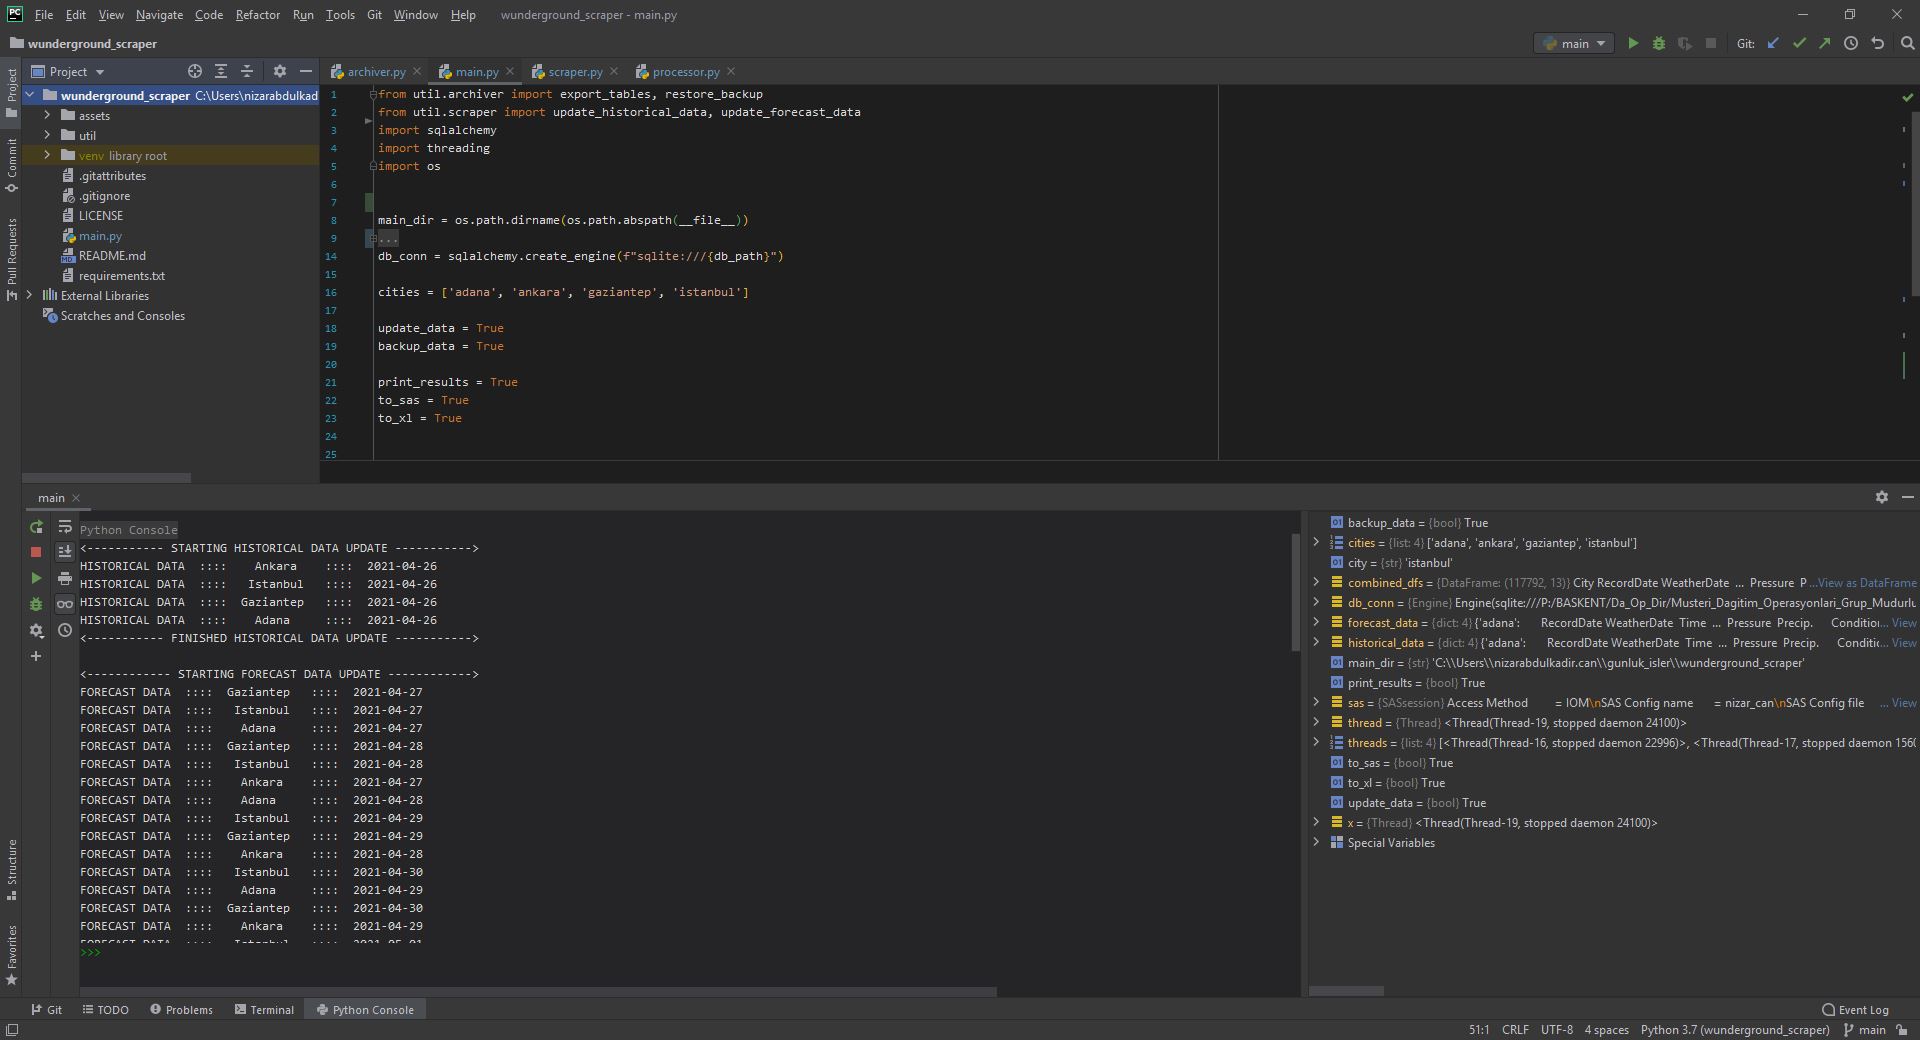 PC File Edit View Navigate Code Refactor Run Tools Git Window Help wunderground_scraper - main.py
wunderground_scraper main Git:
Project
archiver.py main.py scraper.py processor.py
wunderground_scraper C:\Users\nizarabdulkad
assets
util
venv library root
.gitattributes
.gitignore
LICENSE
main.py
README.md
requirements.txt
External Libraries
Scratches and Consoles
Project
Commit
Pull Requests
Structure
Favorites
1 from util.archiver import export_tables, restore_backup
2 from util.scraper import update_historical_data, update_forecast_data
3 import sqlalchemy
4 import threading
5 import os
6
7
8 main_dir = os.path.dirname(os.path.abspath(__file__))
9 ...
14 db_conn = sqlalchemy.create_engine(f"sqlite:///{db_path}")
15
16 cities = ['adana', 'ankara', 'gaziantep', 'istanbul']
17
18 update_data = True
19 backup_data = True
20
21 print_results = True
22 to_sas = True
23 to_xl = True
24
25
main
Python Console
<----------- STARTING HISTORICAL DATA UPDATE ----------->
HISTORICAL DATA :::: Ankara :::: 2021-04-26
HISTORICAL DATA :::: Istanbul :::: 2021-04-26
HISTORICAL DATA :::: Gaziantep :::: 2021-04-26
HISTORICAL DATA :::: Adana :::: 2021-04-26
<----------- FINISHED HISTORICAL DATA UPDATE ----------->
<------------ STARTING FORECAST DATA UPDATE ------------>
FORECAST DATA :::: Gaziantep :::: 2021-04-27
FORECAST DATA :::: Istanbul :::: 2021-04-27
FORECAST DATA :::: Adana :::: 2021-04-27
FORECAST DATA :::: Gaziantep :::: 2021-04-28
FORECAST DATA :::: Istanbul :::: 2021-04-28
FORECAST DATA :::: Ankara :::: 2021-04-27
FORECAST DATA :::: Adana :::: 2021-04-28
FORECAST DATA :::: Istanbul :::: 2021-04-29
FORECAST DATA :::: Gaziantep :::: 2021-04-29
FORECAST DATA :::: Ankara :::: 2021-04-28
FORECAST DATA :::: Istanbul :::: 2021-04-30
FORECAST DATA :::: Adana :::: 2021-04-29
FORECAST DATA :::: Gaziantep :::: 2021-04-30
FORECAST DATA :::: Ankara :::: 2021-04-29
FORECAST DATA :::: Istanbul :::: 2021-05-01
>>>
backup_data = {bool} True
cities = {list: 4} ['adana', 'ankara', 'gaziantep', 'istanbul']
city = {str} 'istanbul'
combined_dfs = {DataFrame: (117792, 13)} City RecordDate WeatherDate ... Pressure P ...View as DataFrame
db_conn = {Engine} Engine(sqlite:///P:/BASKENT/Da_Op_Dir/Musteri_Dagitim_Operasyonlari_Grup_Mudurlu
forecast_data = {dict: 4} {'adana': RecordDate WeatherDate Time ... Pressure Precip. Condition... View
historical_data = {dict: 4} {'adana': RecordDate WeatherDate Time ... Pressure Precip. Conditic... View
main_dir = {str} 'C:\\Users\\nizarabdulkadir.can\\gunluk_isler\\wunderground_scraper'
print_results = {bool} True
sas = {SASsession} Access Method = IOM\nSAS Config name = nizar_can\nSAS Config file ... View
thread = {Thread} <Thread(Thread-19, stopped daemon 24100)>
threads = {list: 4} [<Thread(Thread-16, stopped daemon 22996)>, <Thread(Thread-17, stopped daemon 1560
to_sas = {bool} True
to_xl = {bool} True
update_data = {bool} True
x = {Thread} <Thread(Thread-19, stopped daemon 24100)>
Special Variables
Git TODO Problems Terminal Python Console Event Log
51:1 CRLF UTF-8 4 spaces Python 3.7 (wunderground_scraper) main